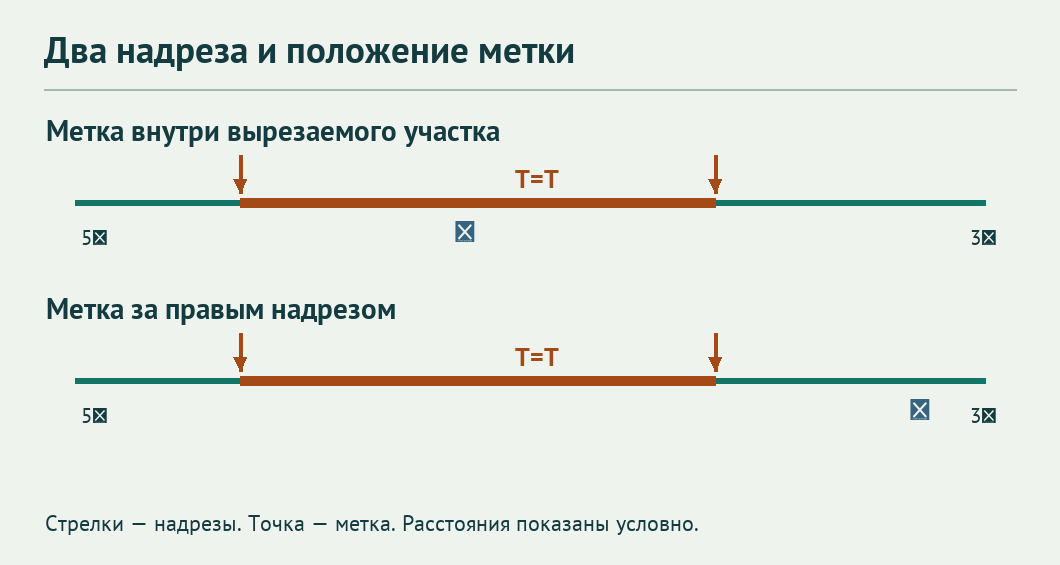 Два надреза и положение метки
Метка внутри вырезаемого участка
T=T
5☒ 3☒
☒
Метка за правым надрезом
T=T
5☒ 3☒
☒
Стрелки — надрезы. Точка — метка. Расстояния показаны условно.